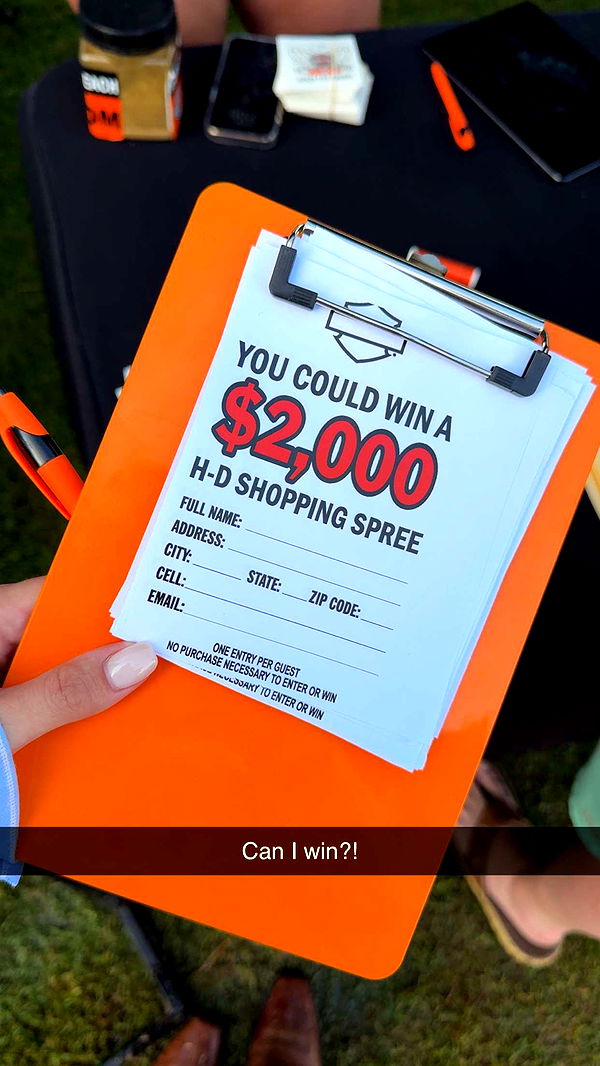 YOU COULD WIN A
$2,000
H-D SHOPPING SPREE
FULL NAME:
ADDRESS:
CITY: STATE: ZIP CODE:
CELL:
EMAIL:
ONE ENTRY PER GUEST
NO PURCHASE NECESSARY TO ENTER OR WIN
NECESSARY TO ENTER OR WIN
Can I win?!